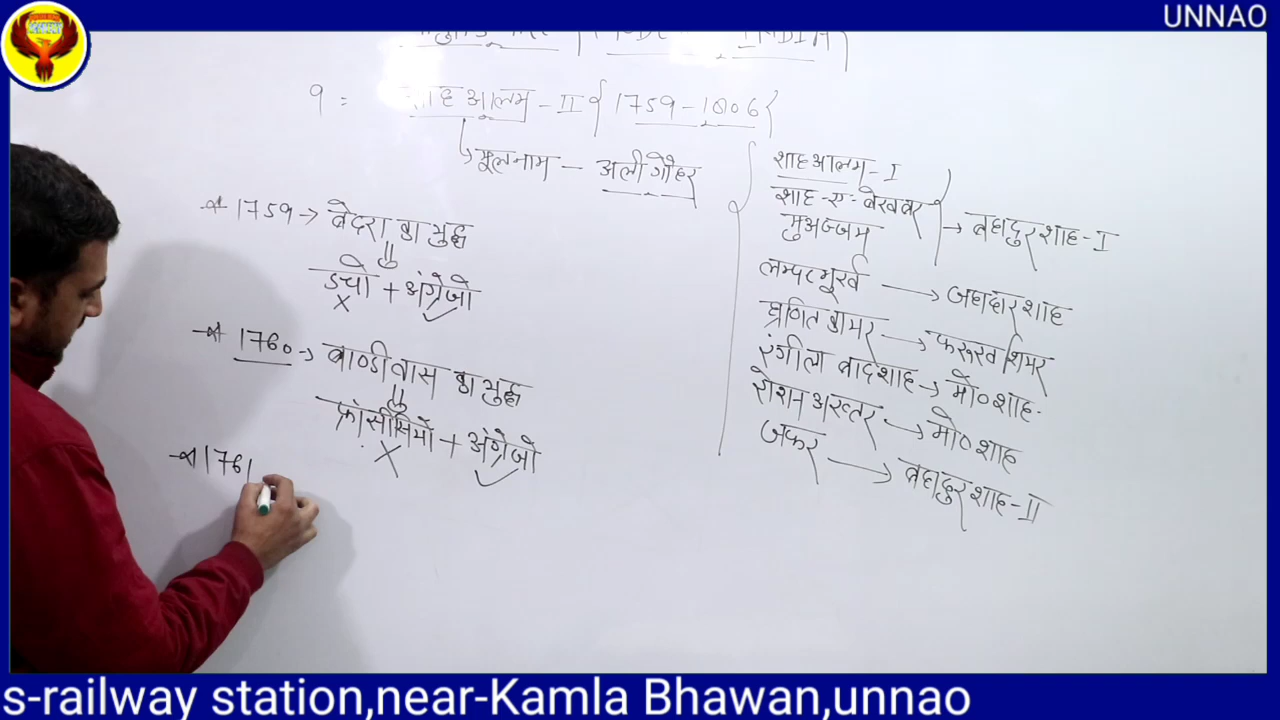 UNNAO
9 = शाह आलम - II { 1759 - 1806 {
मूलनाम - अली गौहर
* 1759 → बेदरा का युद्ध
डचो + अंग्रेजो
* 1760 → वाण्डीवास का युद्ध
फ्रांसीसियो + अंग्रेजो
* 1761
शाह आलम - I
शाह-ए-बेखबर
मुअज्जम
→ बहादुर शाह - I
लम्पट मूर्ख → जहादार शाह
घ्रणित कायर → फरूख शियर
रंगीला बादशाह → मो० शाह
रोशन अख्तर → मो० शाह
जफर → बहादुर शाह - II
s-railway station,near-Kamla Bhawan,unnao